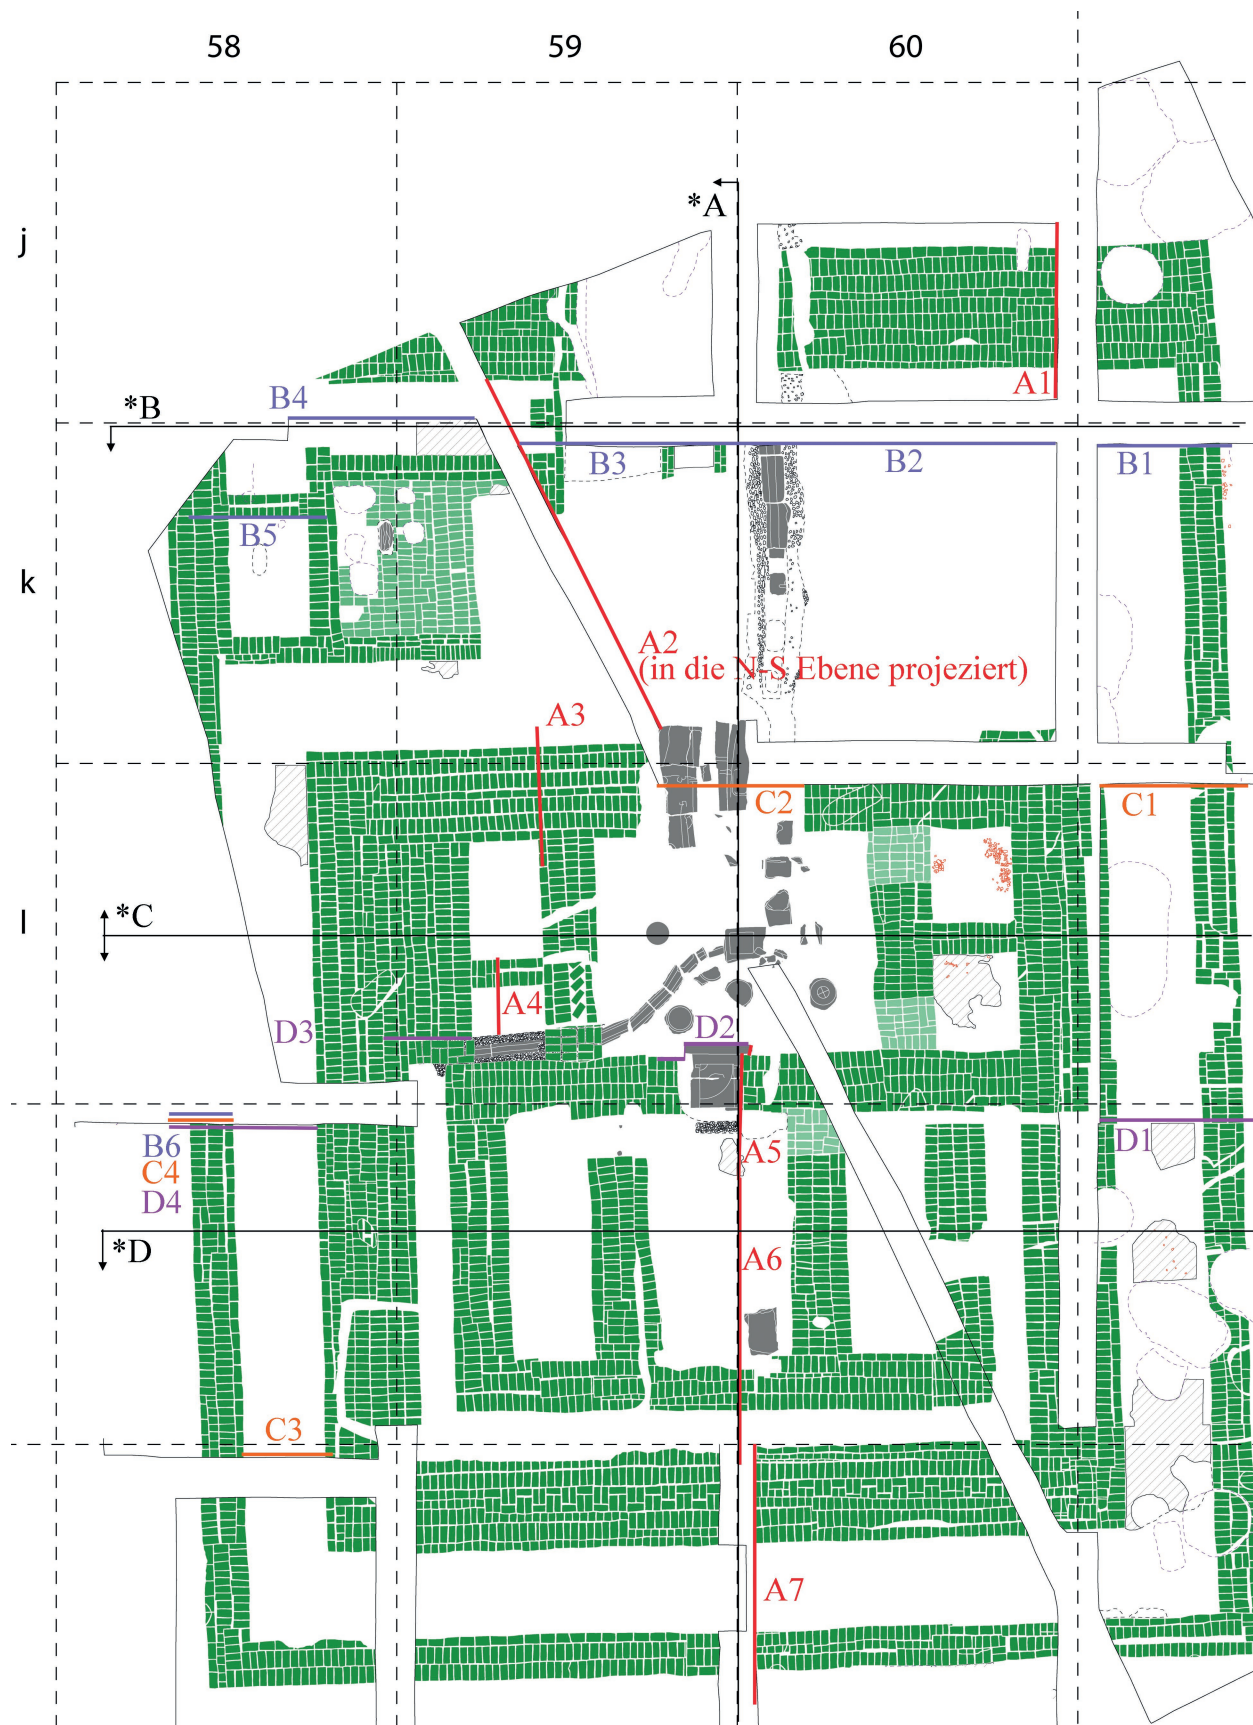 58 59 60
*A
j
A1
*B B4
B3 B2 B1
B5
k
A2
(in die N-S Ebene projeziert)
A3
C2 C1
*C
l
A4
D3 D2
B6
C4
D4
A5 D1
*D
A6
C3
A7